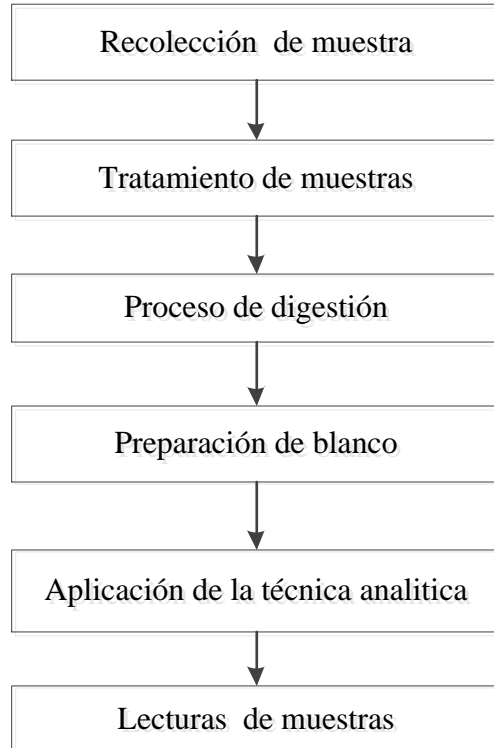 Recolección de muestra
Tratamiento de muestras
Proceso de digestión
Preparación de blanco
Aplicación de la técnica analitica
Lecturas de muestras